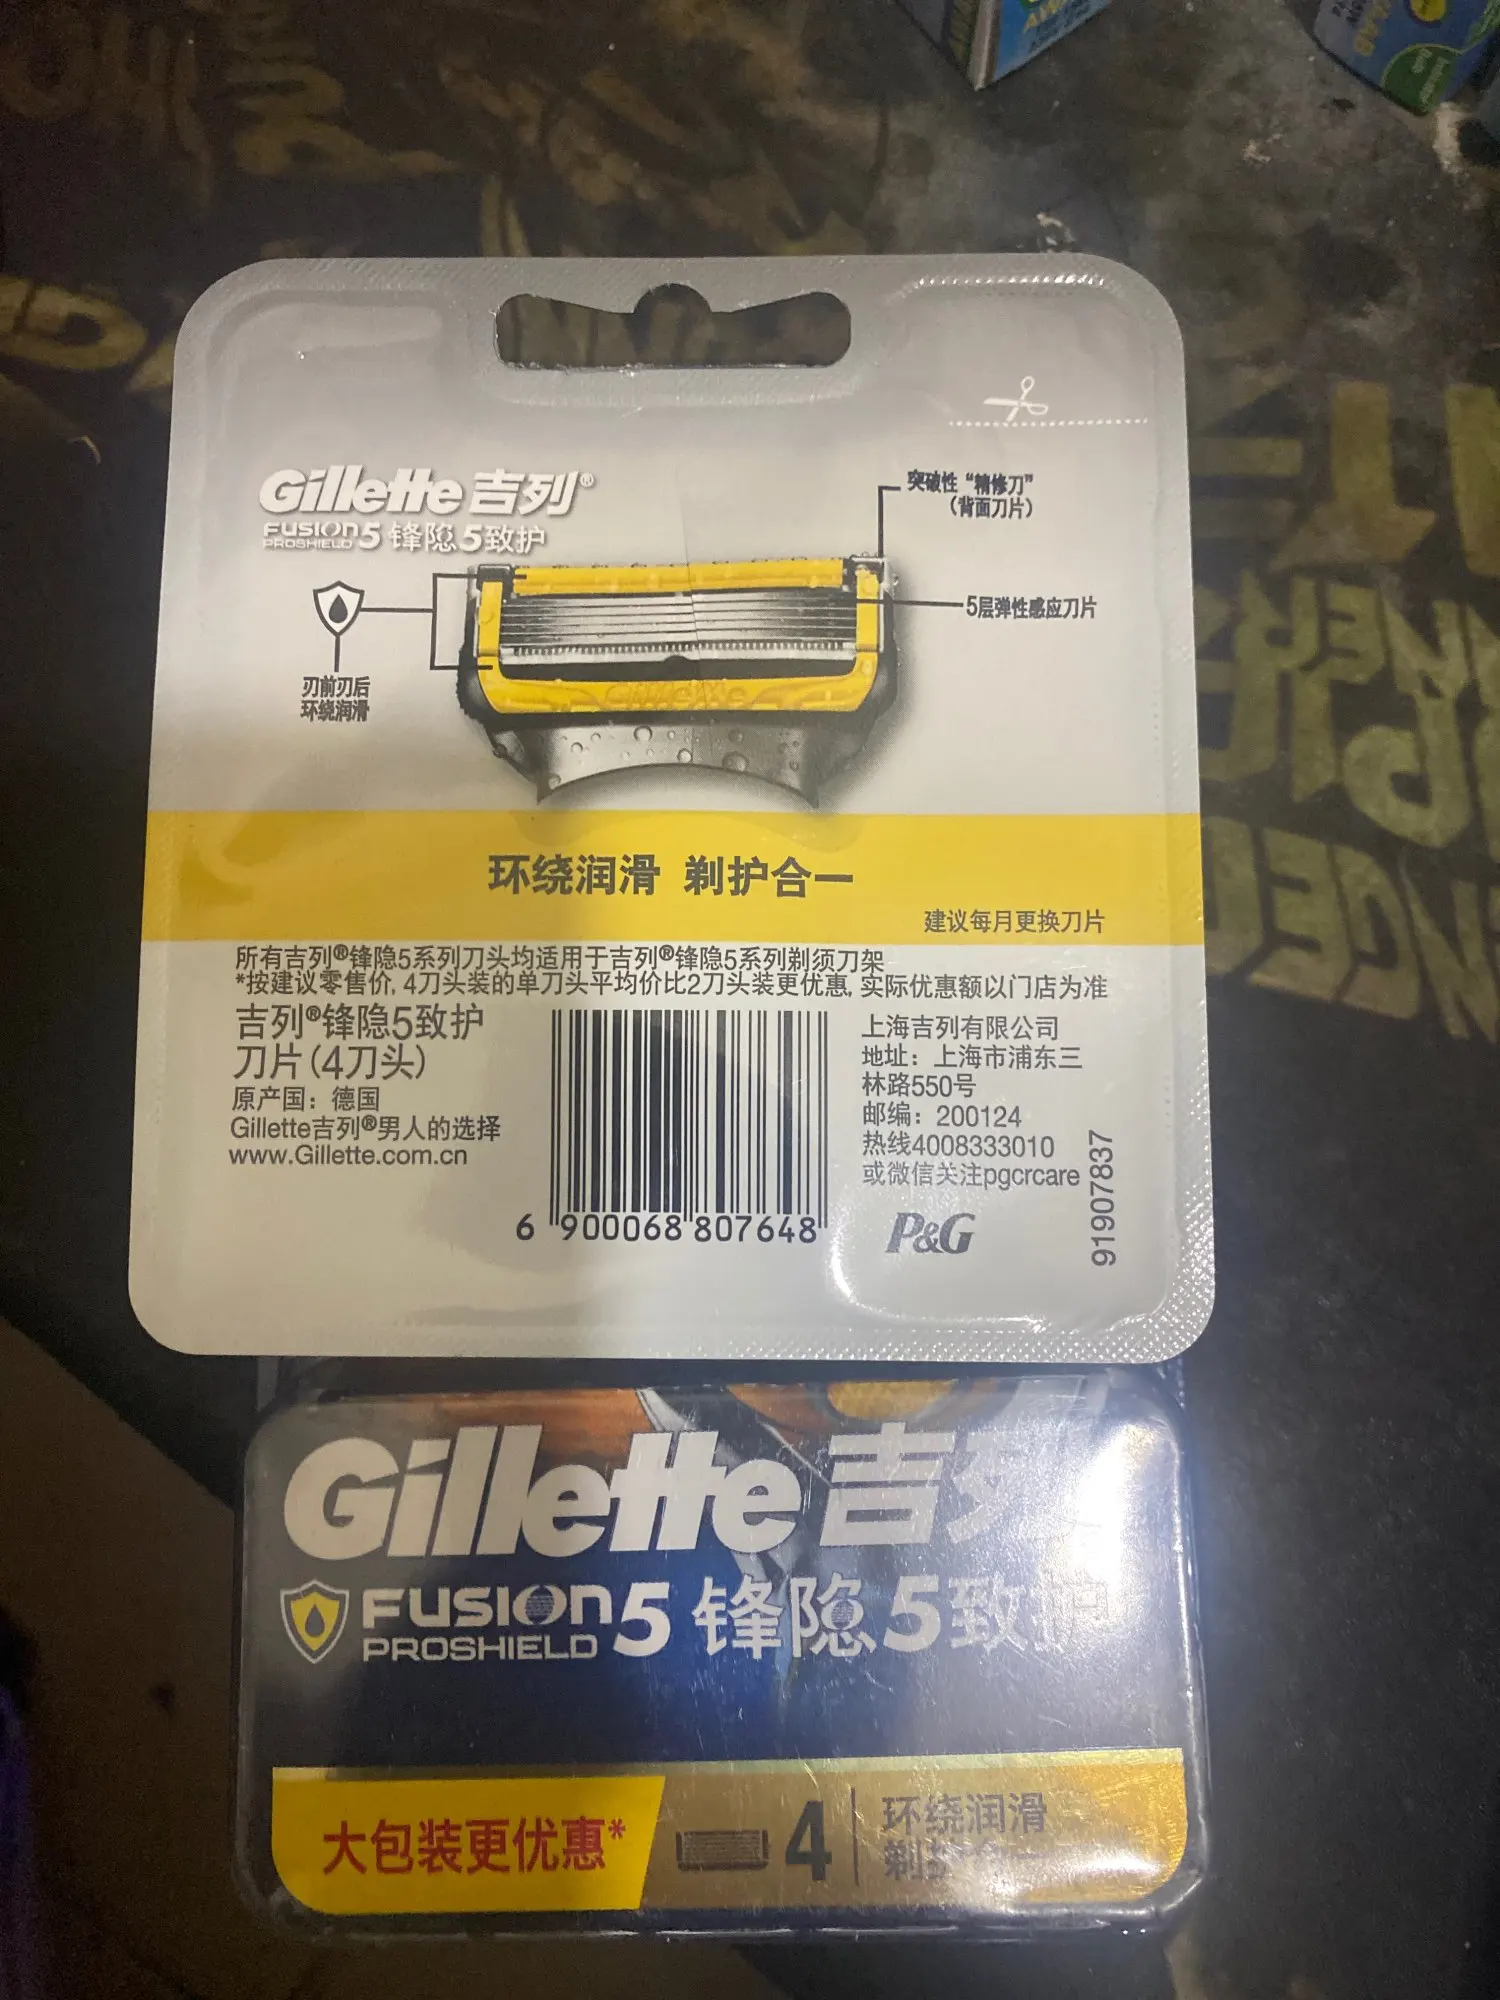 Gillette吉列®
FUSION5 锋隐5致护
PROSHIELD
突破性“精修刀”
(背面刀片)
5层弹性感应刀片
刃前刃后
环绕润滑
环绕润滑 剃护合一
建议每月更换刀片
所有吉列®锋隐5系列刀头均适用于吉列®锋隐5系列剃须刀架
*按建议零售价, 4刀头装的单刀头平均价比2刀头装更优惠, 实际优惠额以门店为准
吉列®锋隐5致护
刀片(4刀头)
原产国：德国
Gillette吉列®男人的选择
www.Gillette.com.cn
6 900068 807648
上海吉列有限公司
地址：上海市浦东三
林路550号
邮编：200124
热线4008333010
或微信关注pgcrcare
P&G
91907837
Gillette 吉列
FUSION5 锋隐5致护
PROSHIELD
大包装更优惠*
4
环绕润滑
剃护合一